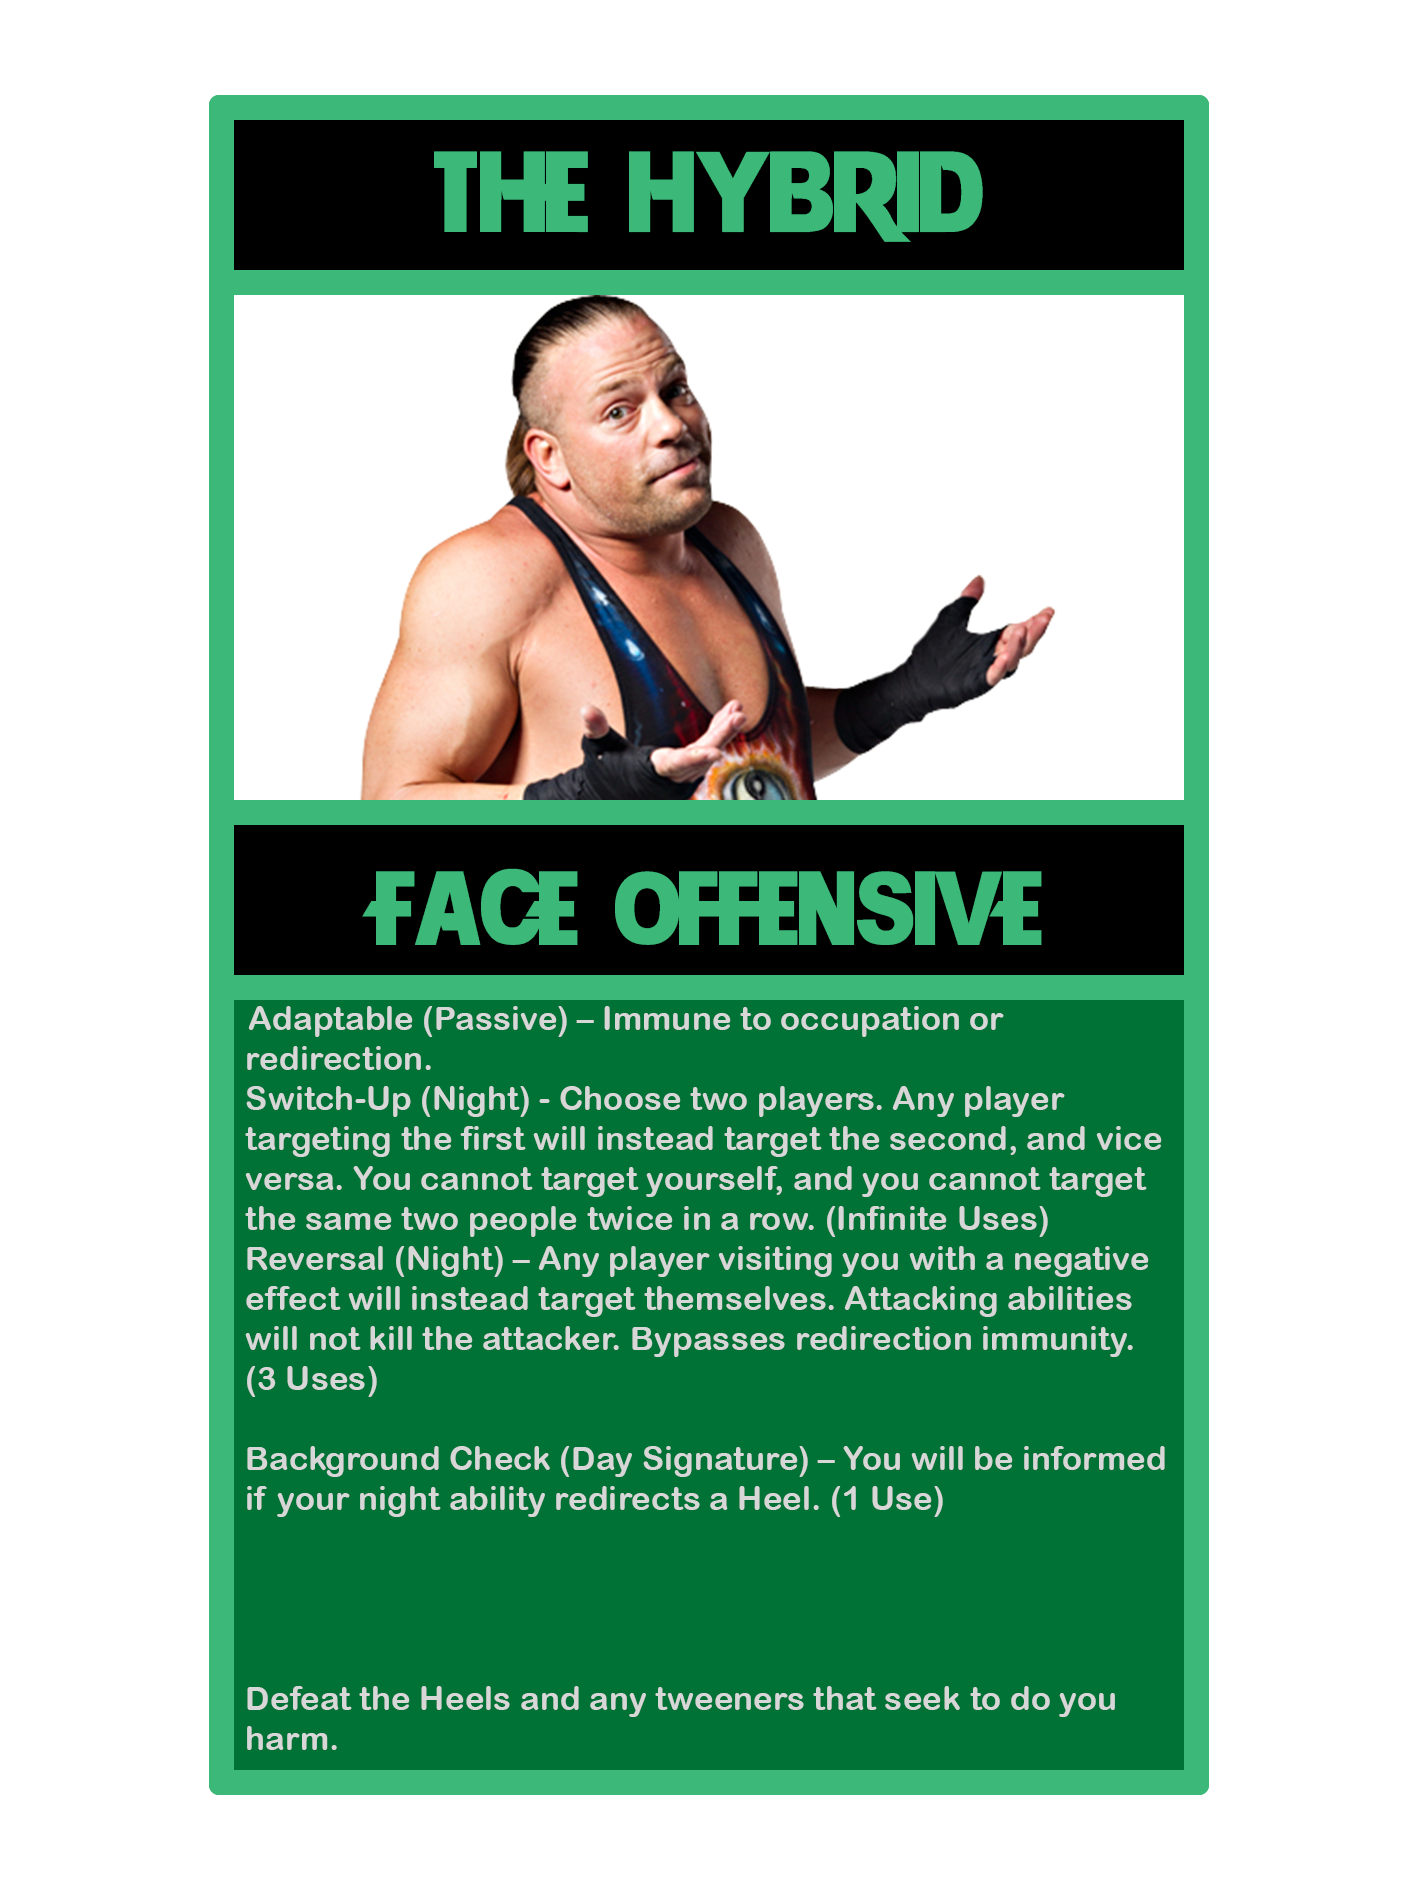 THE HYBRID
FACE OFFENSIVE
Adaptable (Passive) – Immune to occupation or
redirection.
Switch-Up (Night) - Choose two players. Any player
targeting the first will instead target the second, and vice
versa. You cannot target yourself, and you cannot target
the same two people twice in a row. (Infinite Uses)
Reversal (Night) – Any player visiting you with a negative
effect will instead target themselves. Attacking abilities
will not kill the attacker. Bypasses redirection immunity.
(3 Uses)
Background Check (Day Signature) – You will be informed
if your night ability redirects a Heel. (1 Use)
Defeat the Heels and any tweeners that seek to do you
harm.